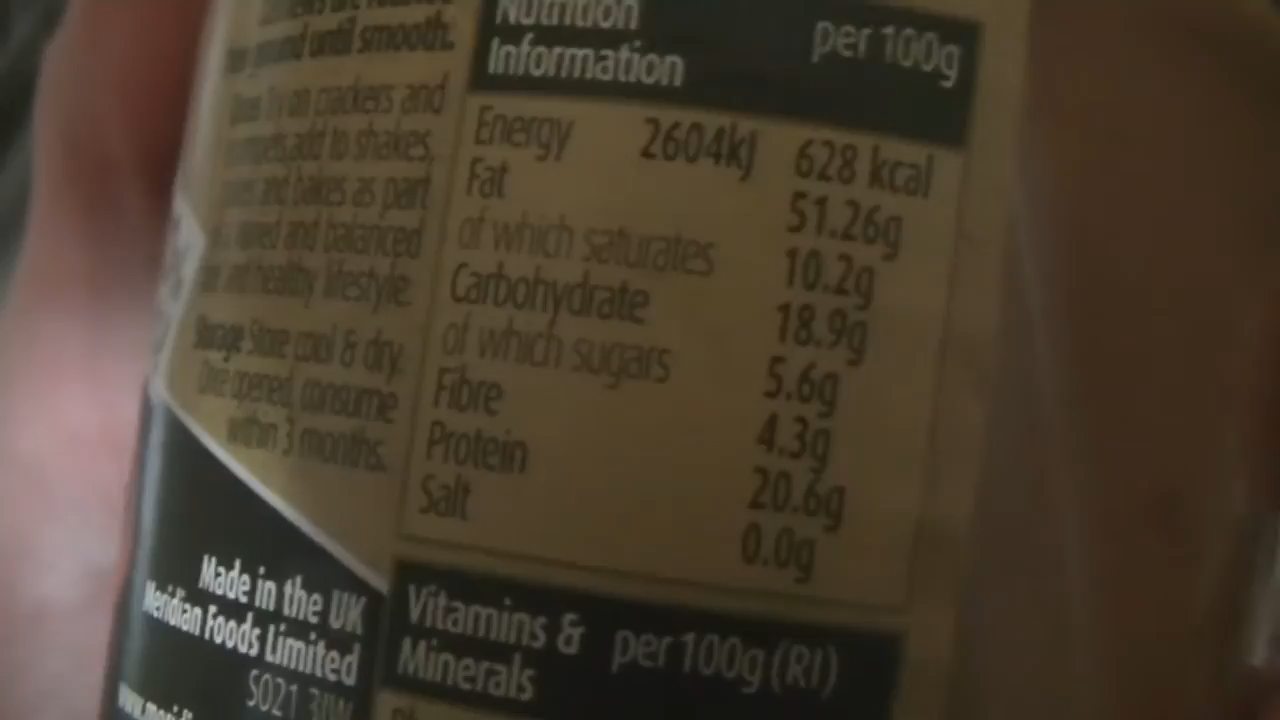 until smooth.
on crackers and
add to shakes,
and bakes as part
and balanced
healthy lifestyle.
Storage Store cool & dry.
Once opened, consume
within 3 months.
Made in the UK
Meridian Foods Limited
SO21
Nutrition
Information per 100g
Energy 2604kJ 628 kcal
Fat 51.26g
of which saturates 10.2g
Carbohydrate 18.9g
of which sugars 5.6g
Fibre 4.3g
Protein 20.6g
Salt 0.0g
Vitamins &
Minerals per 100g (RI)